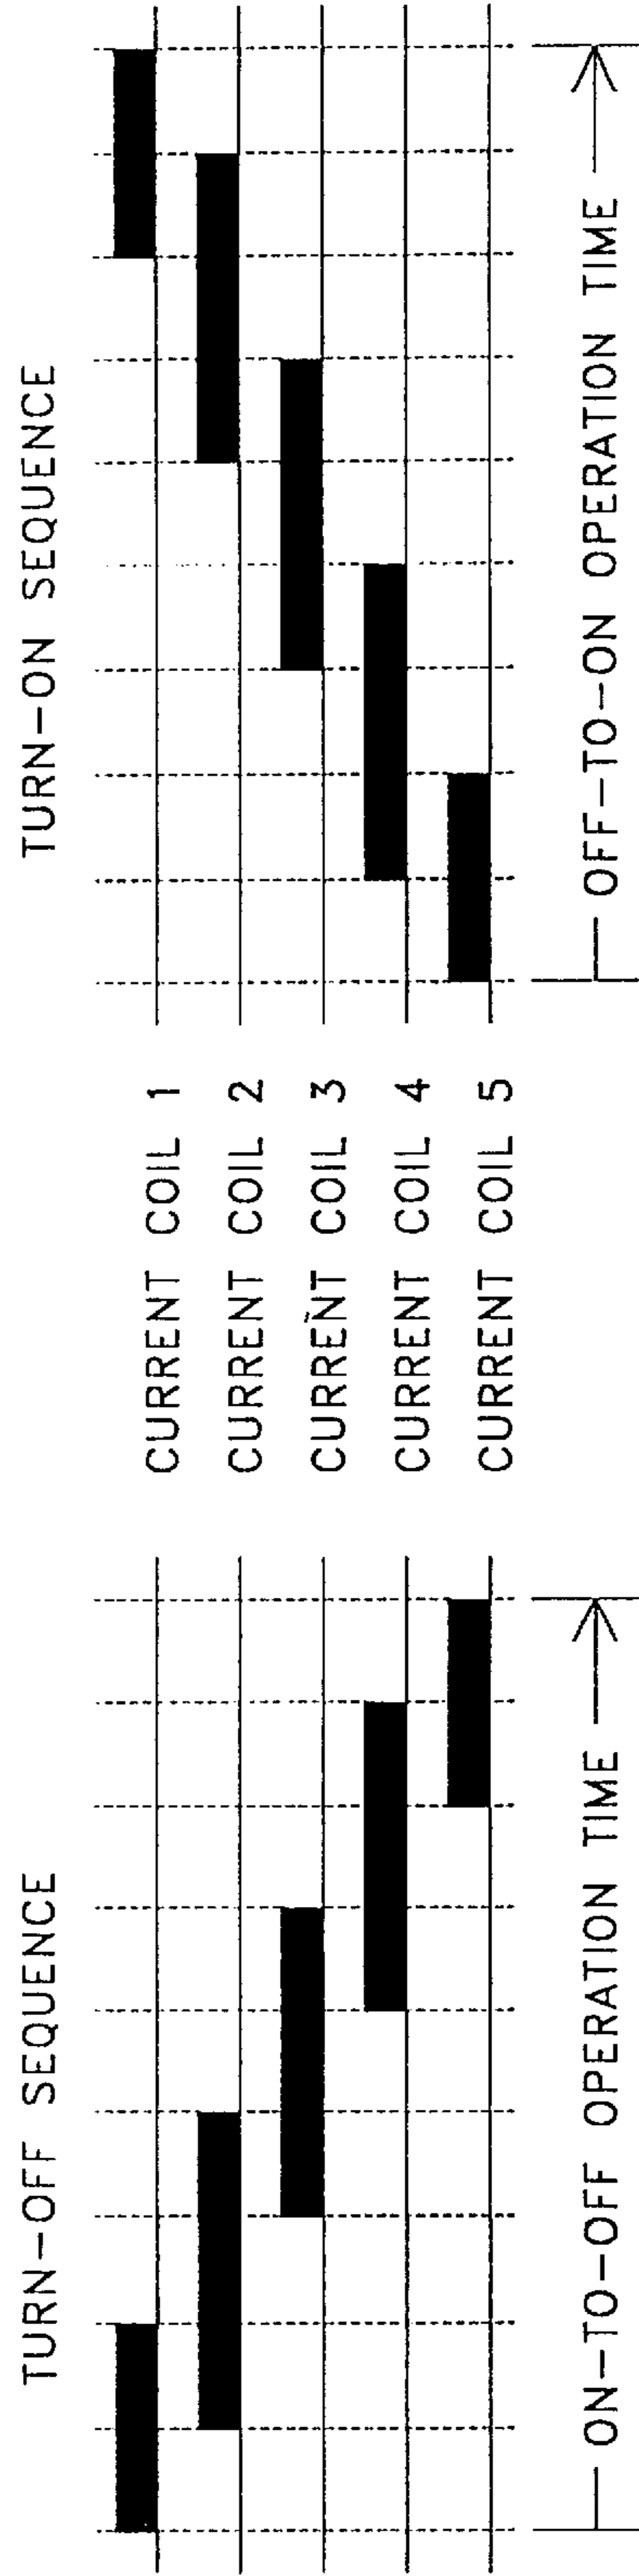 TURN-OFF SEQUENCE
TURN-ON SEQUENCE
CURRENT COIL 1
CURRENT COIL 2
CURRENT COIL 3
CURRENT COIL 4
CURRENT COIL 5
ON-TO-OFF OPERATION TIME
OFF-TO-ON OPERATION TIME